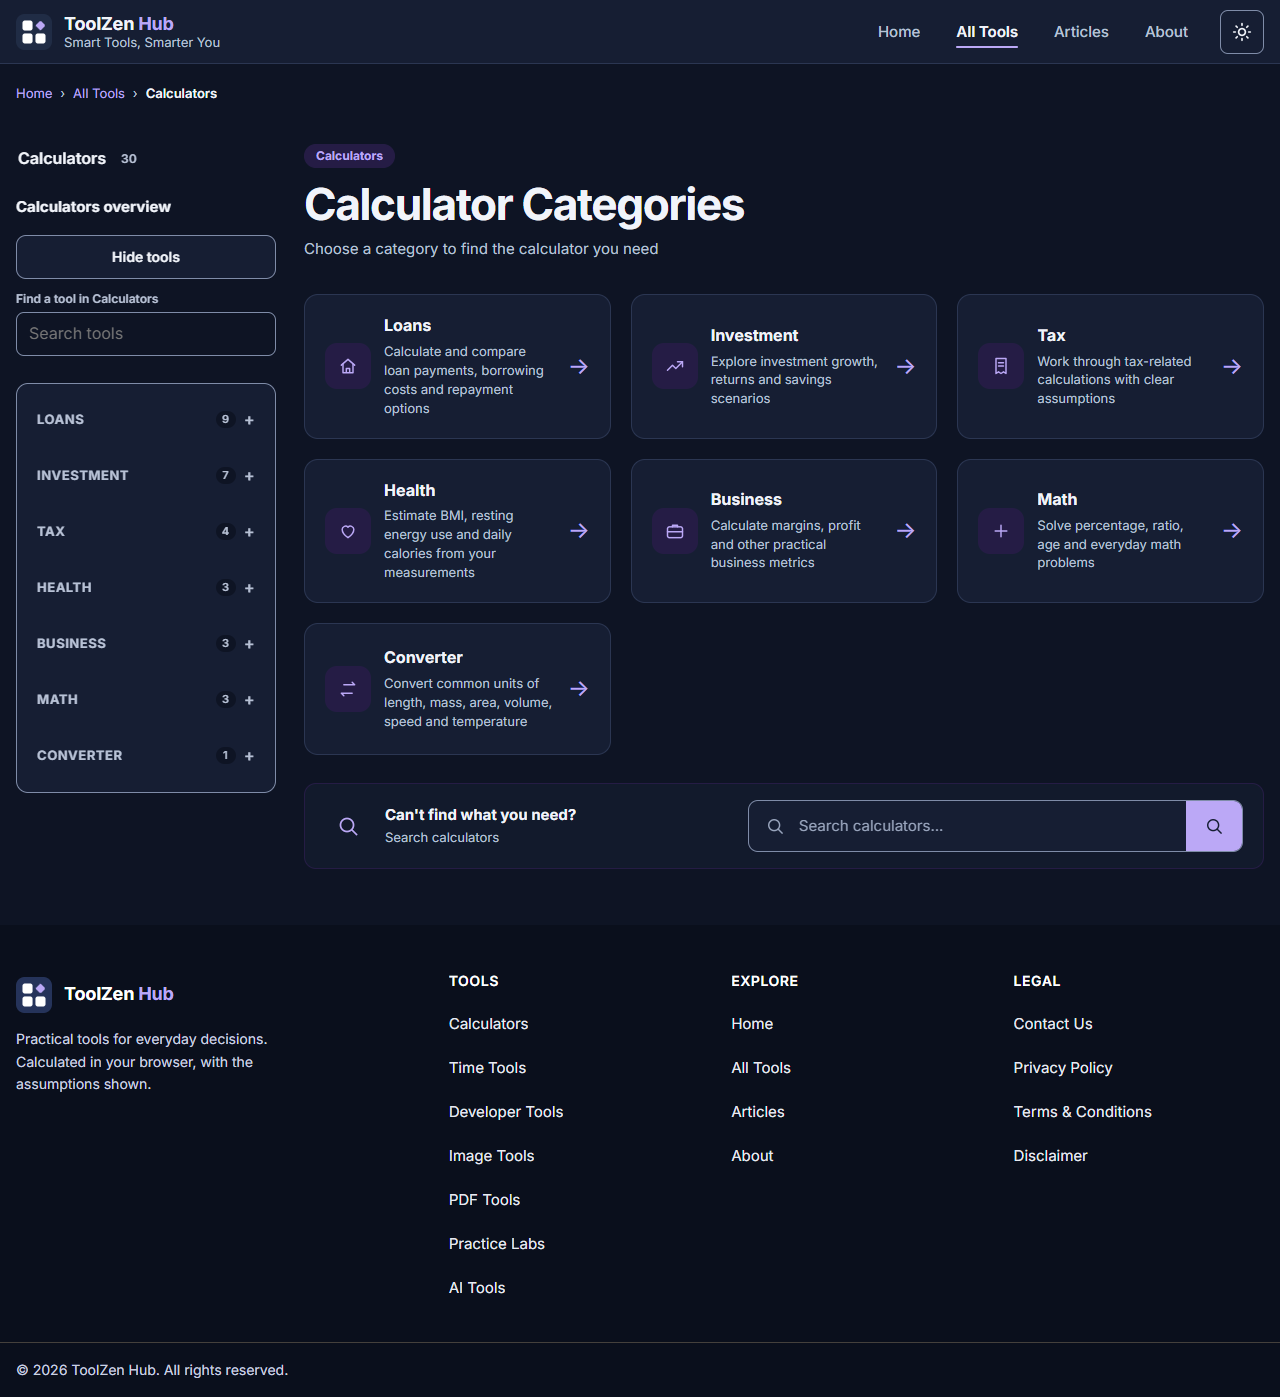 ToolZen Hub
Smart Tools, Smarter You
Home
All Tools
Articles
About
Home › All Tools › Calculators
Calculators 30
Calculators overview
Hide tools
Find a tool in Calculators
Search tools
LOANS 9 +
INVESTMENT 7 +
TAX 4 +
HEALTH 3 +
BUSINESS 3 +
MATH 3 +
CONVERTER 1 +
Calculators
Calculator Categories
Choose a category to find the calculator you need
Loans
Calculate and compare
loan payments, borrowing
costs and repayment
options
Investment
Explore investment growth,
returns and savings
scenarios
Tax
Work through tax-related
calculations with clear
assumptions
Health
Estimate BMI, resting
energy use and daily
calories from your
measurements
Business
Calculate margins, profit
and other practical
business metrics
Math
Solve percentage, ratio,
age and everyday math
problems
Converter
Convert common units of
length, mass, area, volume,
speed and temperature
Can't find what you need?
Search calculators
Search calculators...
ToolZen Hub
Practical tools for everyday decisions.
Calculated in your browser, with the
assumptions shown.
TOOLS
Calculators
Time Tools
Developer Tools
Image Tools
PDF Tools
Practice Labs
AI Tools
EXPLORE
Home
All Tools
Articles
About
LEGAL
Contact Us
Privacy Policy
Terms & Conditions
Disclaimer
© 2026 ToolZen Hub. All rights reserved.